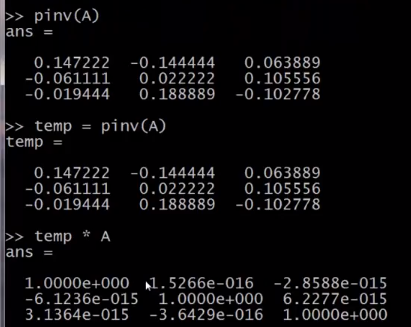 >> pinv(A)
ans =
0.147222 -0.144444 0.063889
-0.061111 0.022222 0.105556
-0.019444 0.188889 -0.102778
>> temp = pinv(A)
temp =
0.147222 -0.144444 0.063889
-0.061111 0.022222 0.105556
-0.019444 0.188889 -0.102778
>> temp * A
ans =
1.0000e+000 1.5266e-016 -2.8588e-015
-6.1236e-015 1.0000e+000 6.2277e-015
3.1364e-015 -3.6429e-016 1.0000e+000